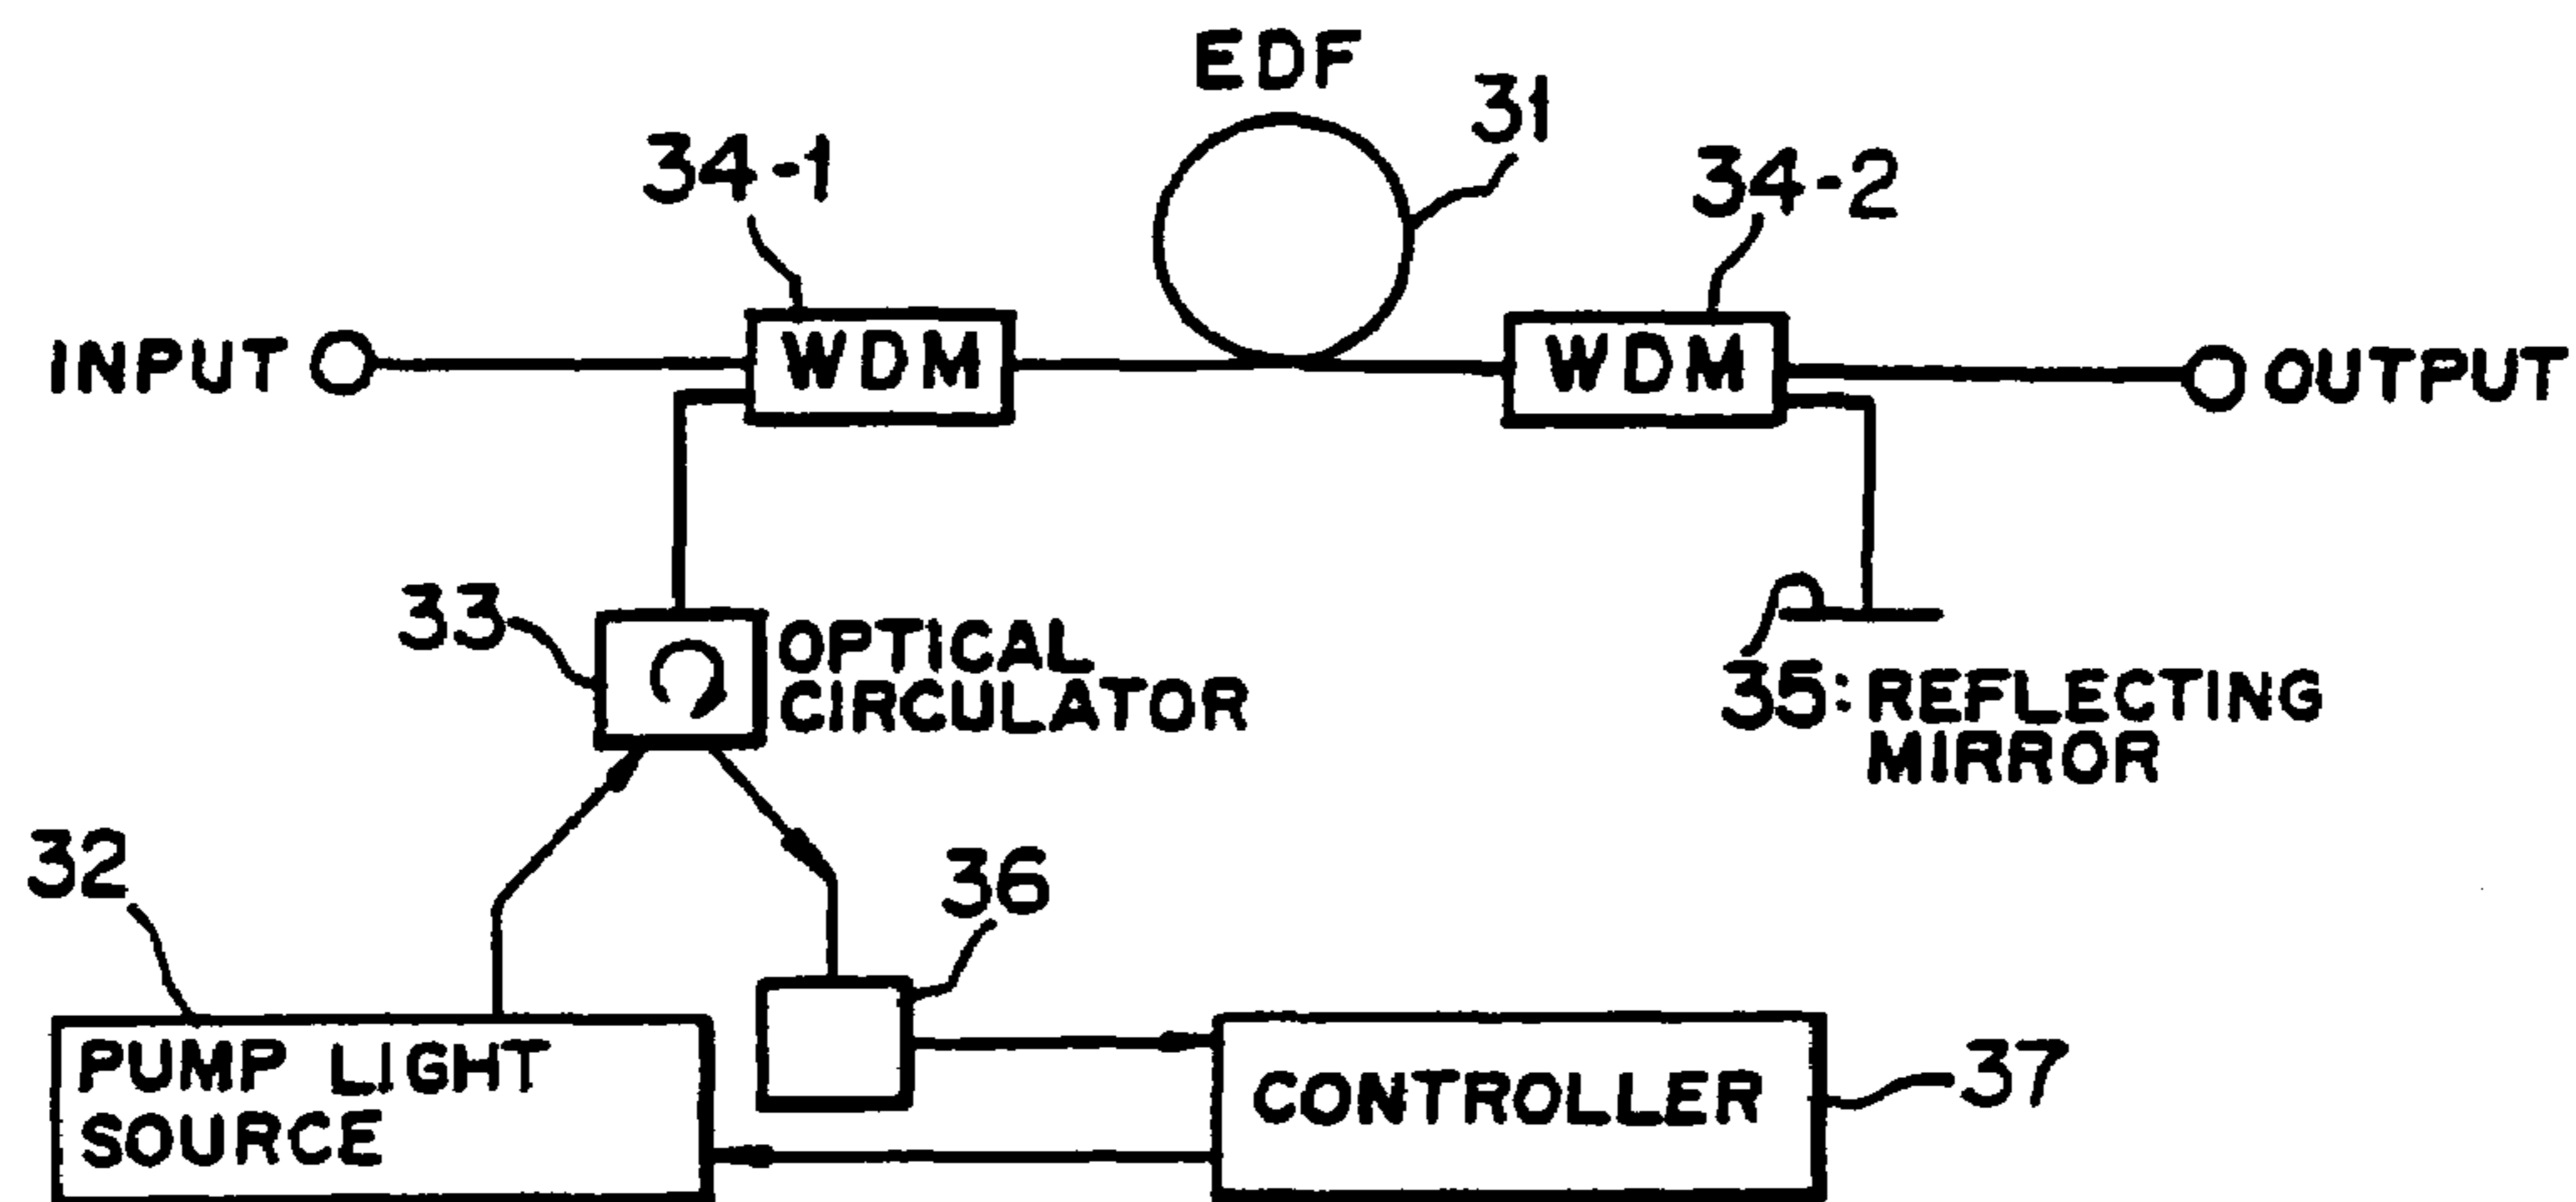 EDF
31
34-1
34-2
INPUT
WDM
WDM
OUTPUT
33
OPTICAL
CIRCULATOR
35: REFLECTING
MIRROR
32
36
PUMP LIGHT
SOURCE
CONTROLLER
37